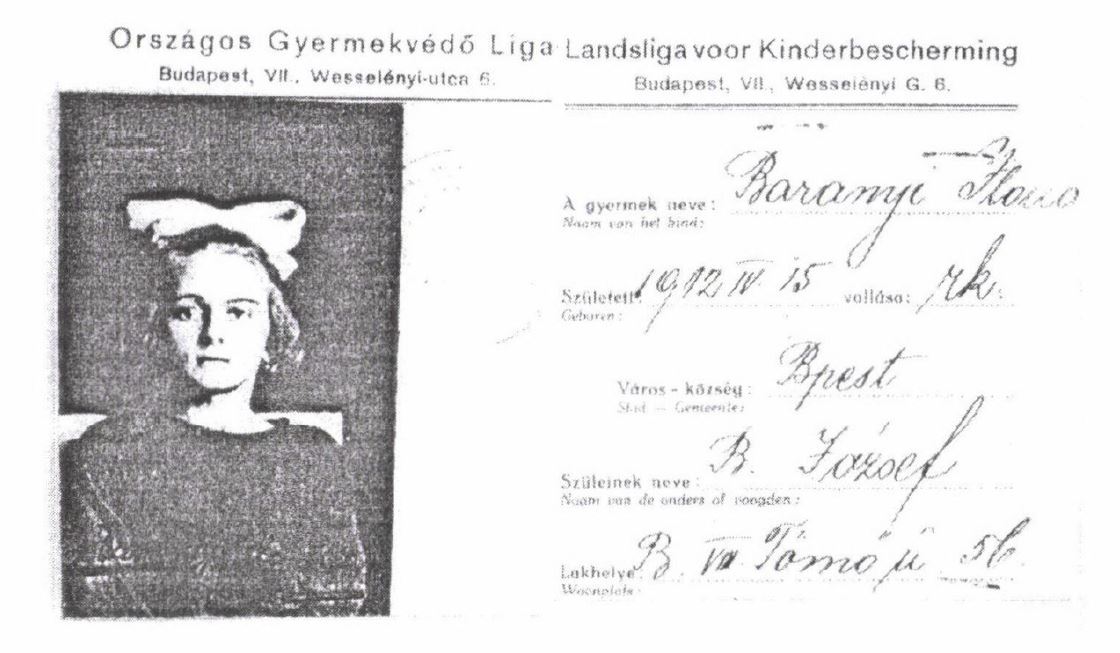 Országos Gyermekvédő Liga
Budapest, VII., Wesselényi-utca 6.
Landsliga voor Kinderbescherming
Budapest, VII., Wesselényi G. 6.
A gyermek neve: Baranyi Ilona
Naam van het kind:
Született: 1912 IV 15 vallása: rk.
Geboren:
Város - község: Bpest
Stad — Gemeente:
Szüleinek neve: B. József
Naam van de ouders of voogden:
Lakhelye: B. Tömő u 56
Woonplaats: